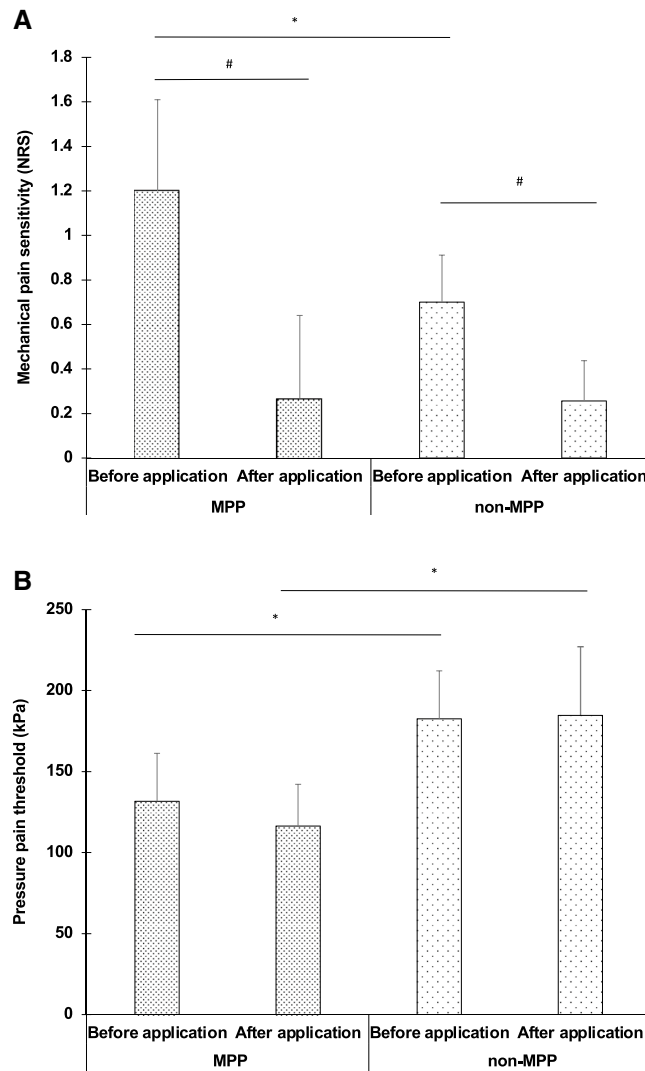 A
*
#
#
Mechanical pain sensitivity (NRS)
1.8
1.6
1.4
1.2
1
0.8
0.6
0.4
0.2
0
Before application After application Before application After application
MPP non-MPP
B
*
*
Pressure pain threshold (kPa)
250
200
150
100
50
0
Before application After application Before application After application
MPP non-MPP